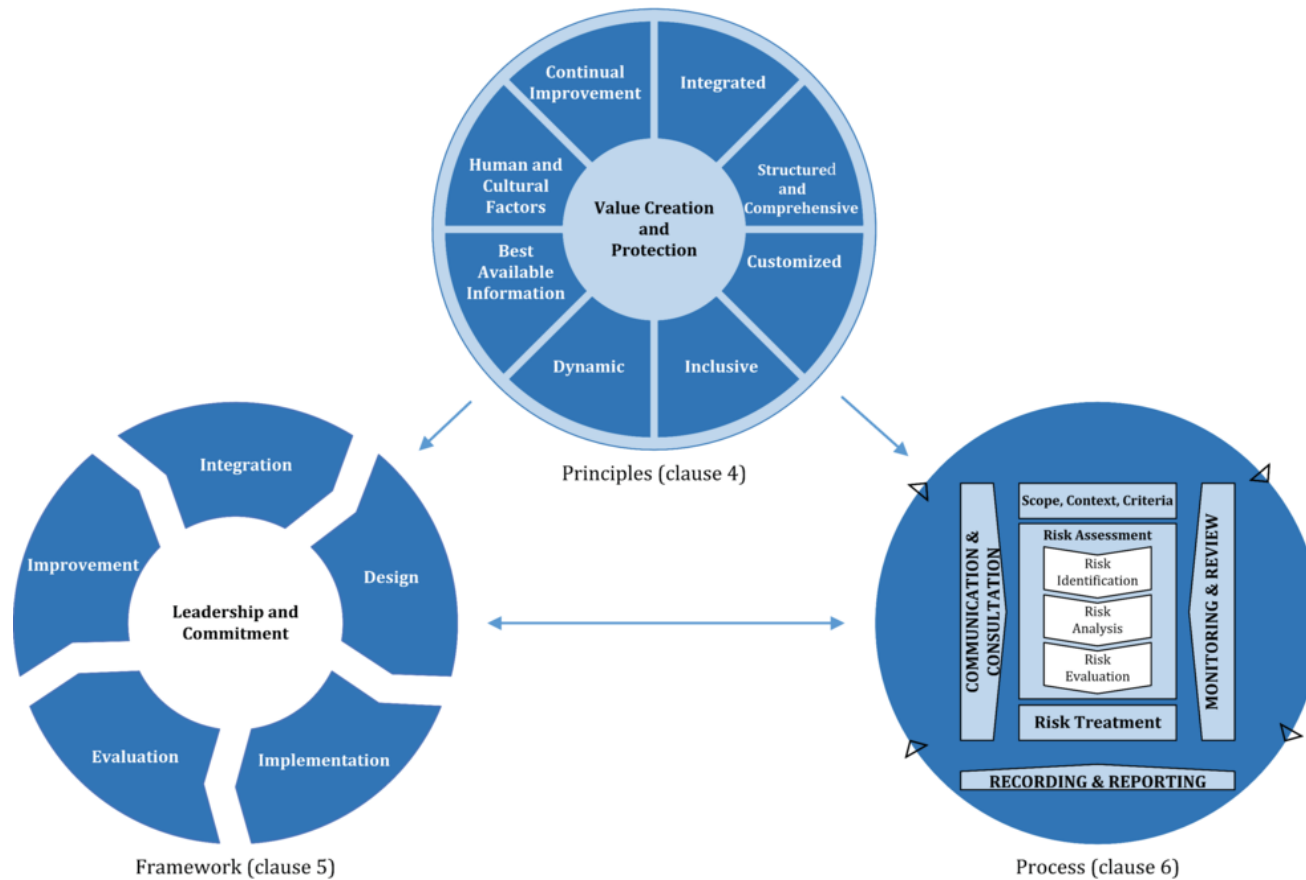 Continual
Improvement
Integrated
Human and
Cultural
Factors
Structured
and
Comprehensive
Value Creation
and
Protection
Best
Available
Information
Customized
Dynamic
Inclusive
Principles (clause 4)
Integration
Improvement
Design
Leadership and
Commitment
Evaluation
Implementation
Framework (clause 5)
Scope, Context, Criteria
COMMUNICATION &
CONSULTATION
Risk Assessment
Risk
Identification
Risk
Analysis
Risk
Evaluation
MONITORING & REVIEW
Risk Treatment
RECORDING & REPORTING
Process (clause 6)